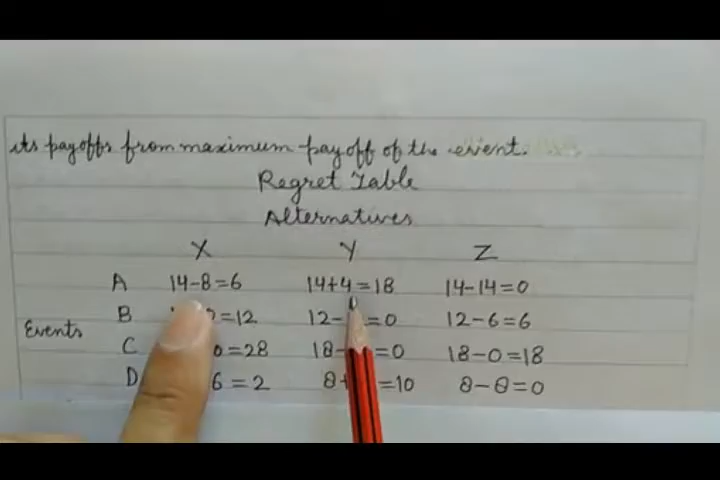 its payoffs from maximum payoff of the event.
Regret Table
Alternatives
X Y Z
A 14-8=6 14+4=18 14-14=0
B =12 12- =0 12-6=6
Events
C 0=28 18- =0 18-0=18
D 6=2 8+ =10 8-8=0